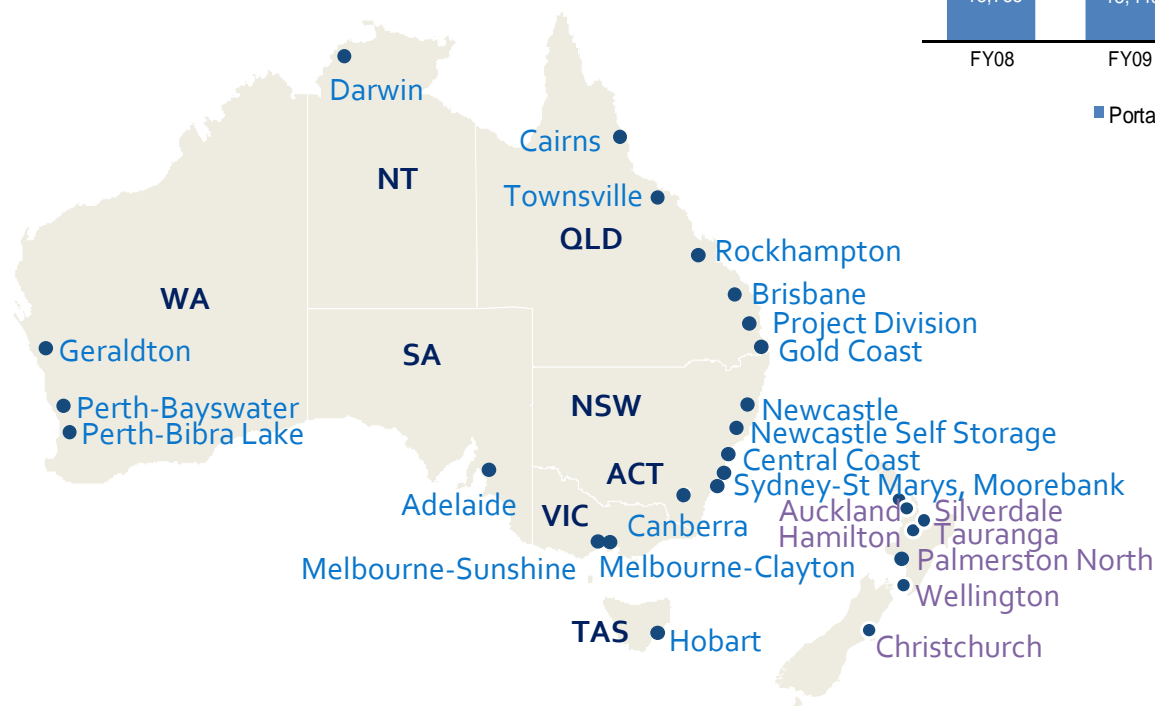 FY08
FY09
Porta
Darwin
Cairns
NT
Townsville
QLD
Rockhampton
WA
Brisbane
Project Division
Geraldton
SA
Gold Coast
Perth-Bayswater
NSW
Newcastle
Perth-Bibra Lake
Newcastle Self Storage
Central Coast
ACT
Sydney-St Marys, Moorebank
Adelaide
VIC
Canberra
Auckland
Silverdale
Hamilton
Tauranga
Melbourne-Sunshine
Melbourne-Clayton
Palmerston North
Wellington
TAS
Hobart
Christchurch